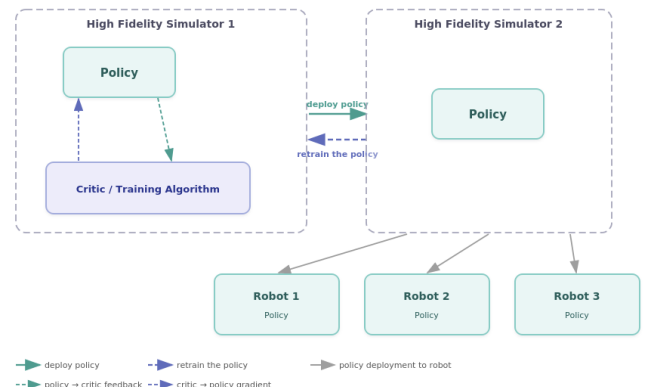 High Fidelity Simulator 1
High Fidelity Simulator 2
Policy
deploy policy
Policy
retrain the policy
Critic / Training Algorithm
Robot 1
Policy
Robot 2
Policy
Robot 3
Policy
deploy policy
retrain the policy
policy deployment to robot
policy → critic feedback
critic → policy gradient